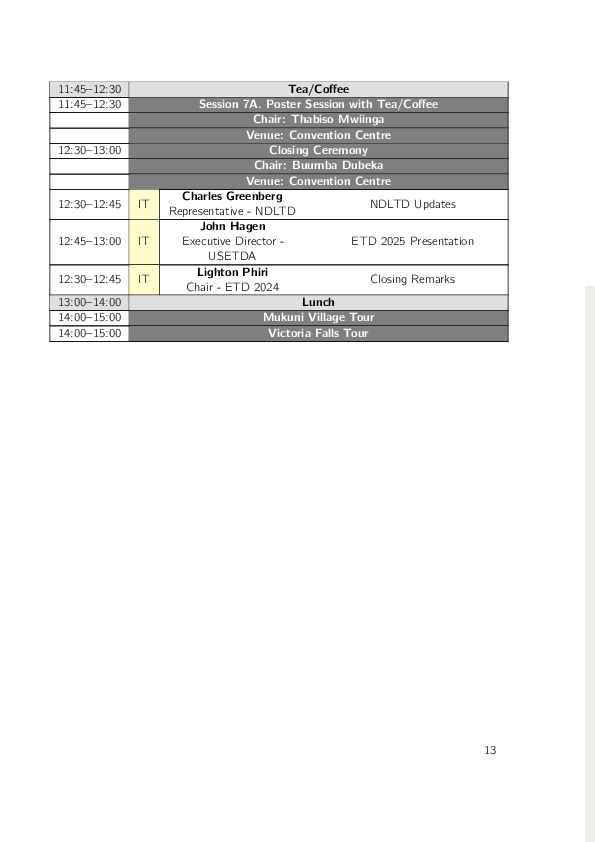 11:45–12:30 Tea/Coffee
11:45–12:30 Session 7A. Poster Session with Tea/Coffee
Chair: Thabiso Mwiinga
Venue: Convention Centre
12:30–13:00 Closing Ceremony
Chair: Buumba Dubeka
Venue: Convention Centre
12:30–12:45 IT Charles Greenberg
Representative - NDLTD NDLTD Updates
12:45–13:00 IT John Hagen
Executive Director -
USETDA ETD 2025 Presentation
12:30–12:45 IT Lighton Phiri
Chair - ETD 2024 Closing Remarks
13:00–14:00 Lunch
14:00–15:00 Mukuni Village Tour
14:00–15:00 Victoria Falls Tour
13